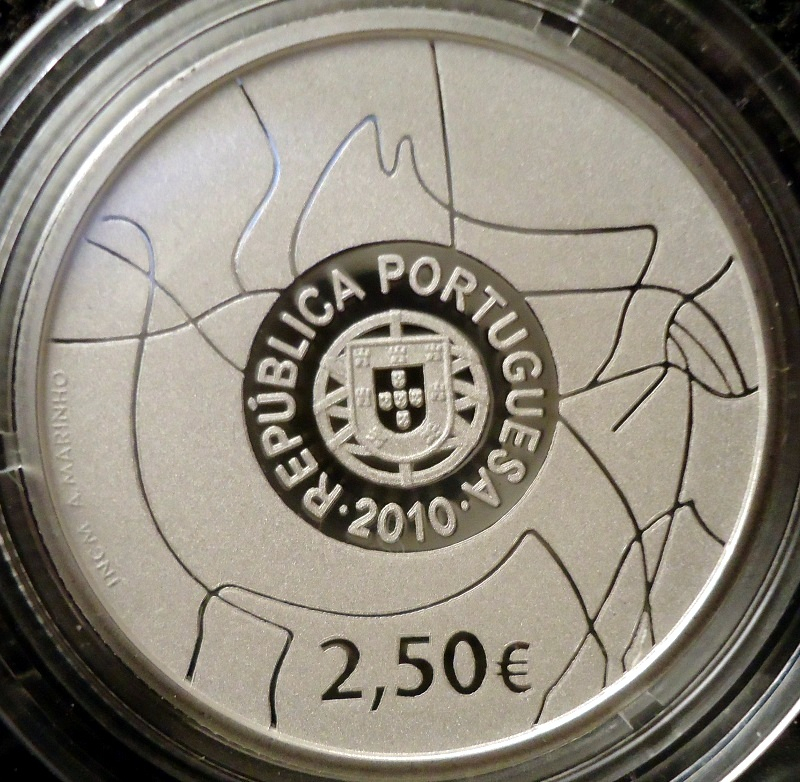 REPÚBLICA PORTUGUESA
·2010·
2,50€
INCM A.MARINHO